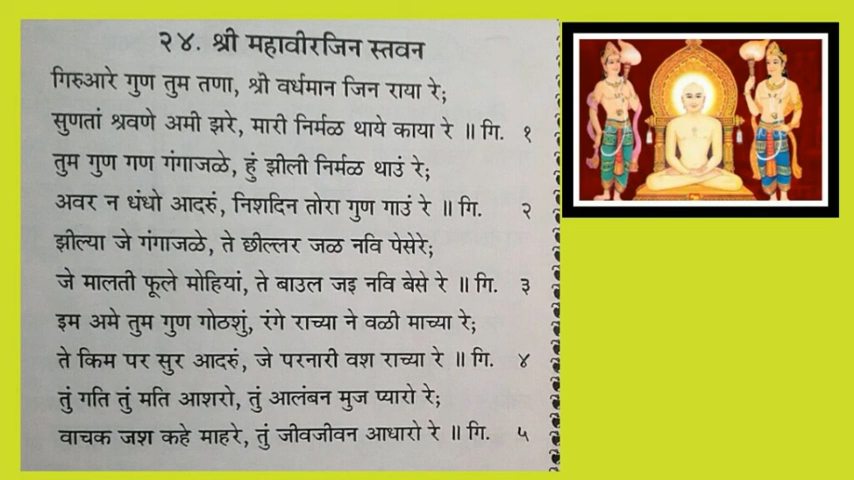 २४. श्री महावीरजिन स्तवन
गिरुआरे गुण तुम तणा, श्री वर्धमान जिन राया रे;
सुणतां श्रवणे अमी झरे, मारी निर्मळ थाये काया रे ॥ गि. १
तुम गुण गण गंगाजळे, हुं झीली निर्मळ थाउं रे;
अवर न धंधो आदरुं, निशदिन तोरा गुण गाउं रे ॥ गि. २
झील्या जे गंगाजळे, ते छील्लर जळ नवि पेसेरे;
जे मालती फूले मोहियां, ते बाउल जइ नवि बेसे रे ॥ गि. ३
इम अमे तुम गुण गोठशुं, रंगे राच्या ने वळी माच्या रे;
ते किम पर सुर आदरुं, जे परनारी वश राच्या रे ॥ गि. ४
तुं गति तुं मति आशरो, तुं आलंबन मुज प्यारो रे;
वाचक जश कहे माहरे, तुं जीवजीवन आधारो रे ॥ गि. ५